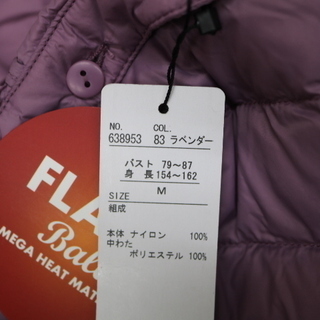 NO. COL.
638953 83 ラベンダー
バスト 79～87
身長 154～162
SIZE M
組成
本体 ナイロン 100%
中わた
ポリエステル 100%
FLA
Bal
MEGA HEAT MAT